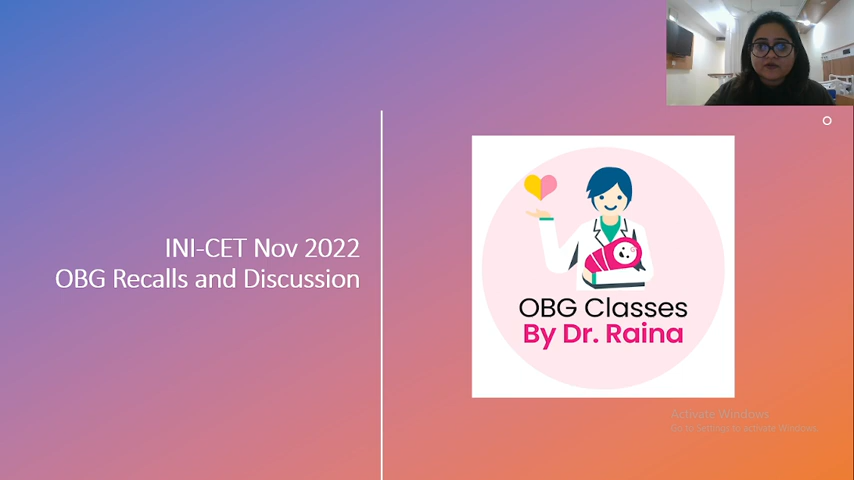 INI-CET Nov 2022
OBG Recalls and Discussion
OBG Classes
By Dr. Raina
Activate Windows
Go to Settings to activate Windows.